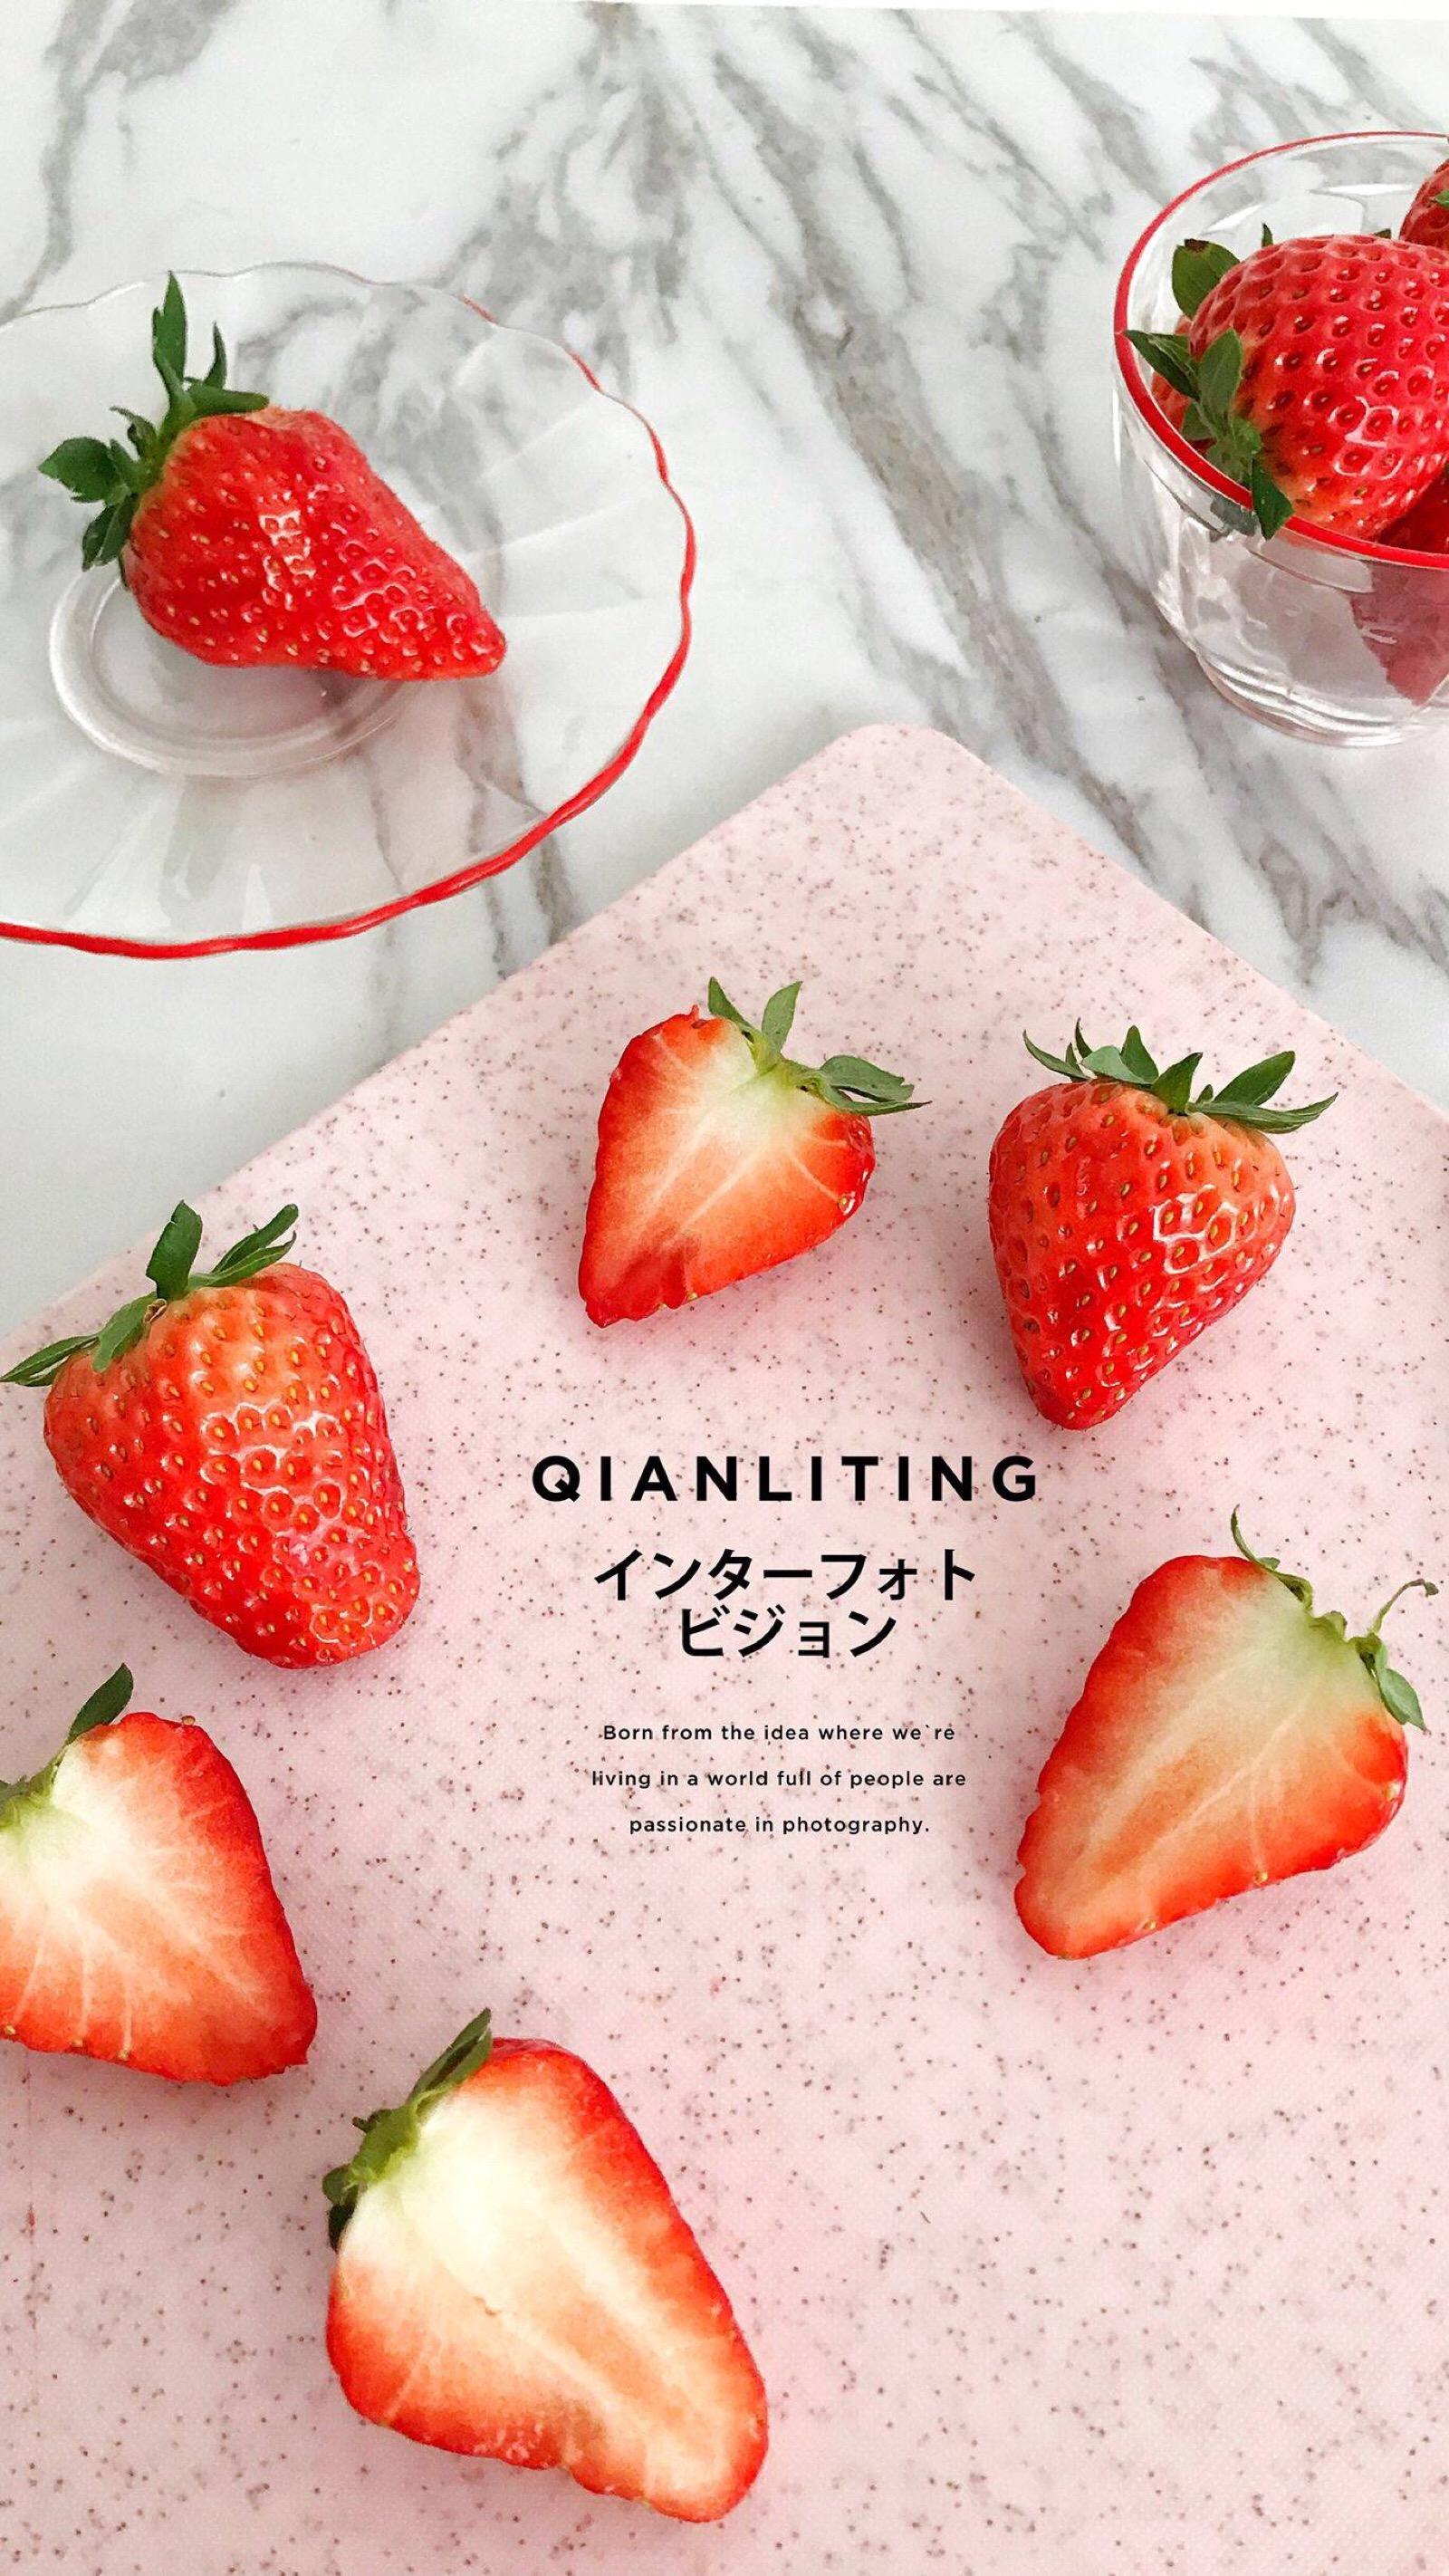 QIANLITING
インターフォト
ビジョン
Born from the idea where we`re
living in a world full of people are
passionate in photography.